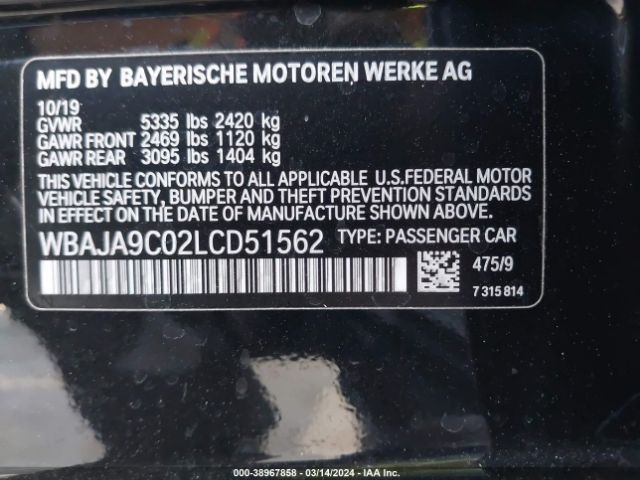 MFD BY BAYERISCHE MOTOREN WERKE AG
10/19
GVWR 5335 lbs 2420 kg
GAWR FRONT 2469 lbs 1120 kg
GAWR REAR 3095 lbs 1404 kg
THIS VEHICLE CONFORMS TO ALL APPLICABLE U.S.FEDERAL MOTOR
VEHICLE SAFETY, BUMPER AND THEFT PREVENTION STANDARDS
IN EFFECT ON THE DATE OF MANUFACTURE SHOWN ABOVE.
WBAJA9C02LCD51562 TYPE: PASSENGER CAR
475/9
7 315 814
000-38967858 - 03/14/2024 - IAA Inc.